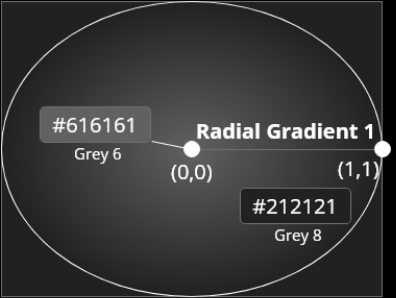 #616161
Grey 6
Radial Gradient 1
(0,0)
(1,1)
#212121
Grey 8